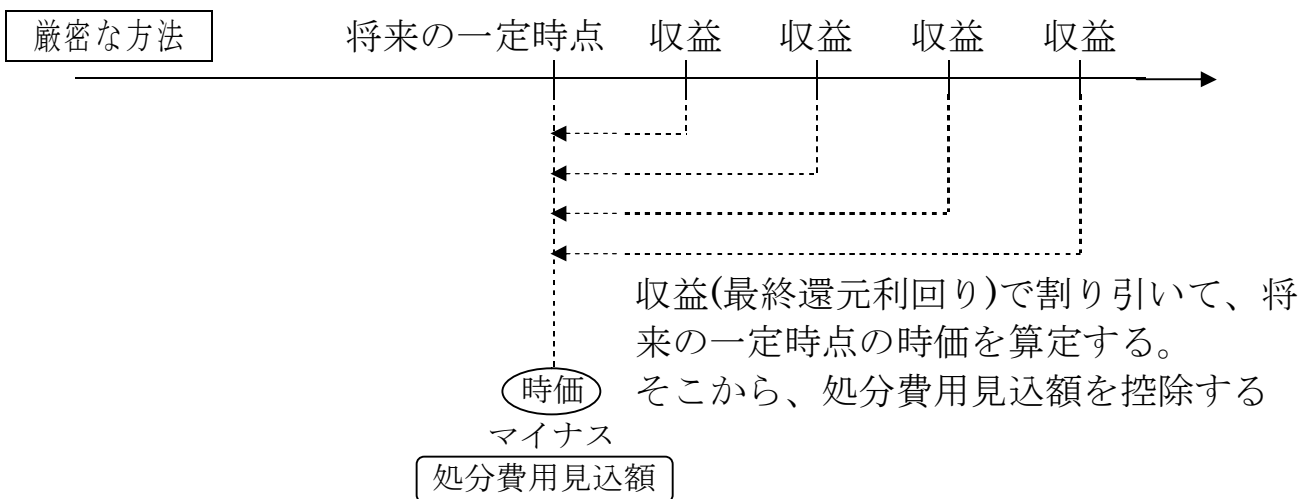 厳密な方法
将来の一定時点 収益 収益 収益 収益
収益(最終還元利回り)で割り引いて、将
来の一定時点の時価を算定する。
時価 そこから、処分費用見込額を控除する
マイナス
処分費用見込額